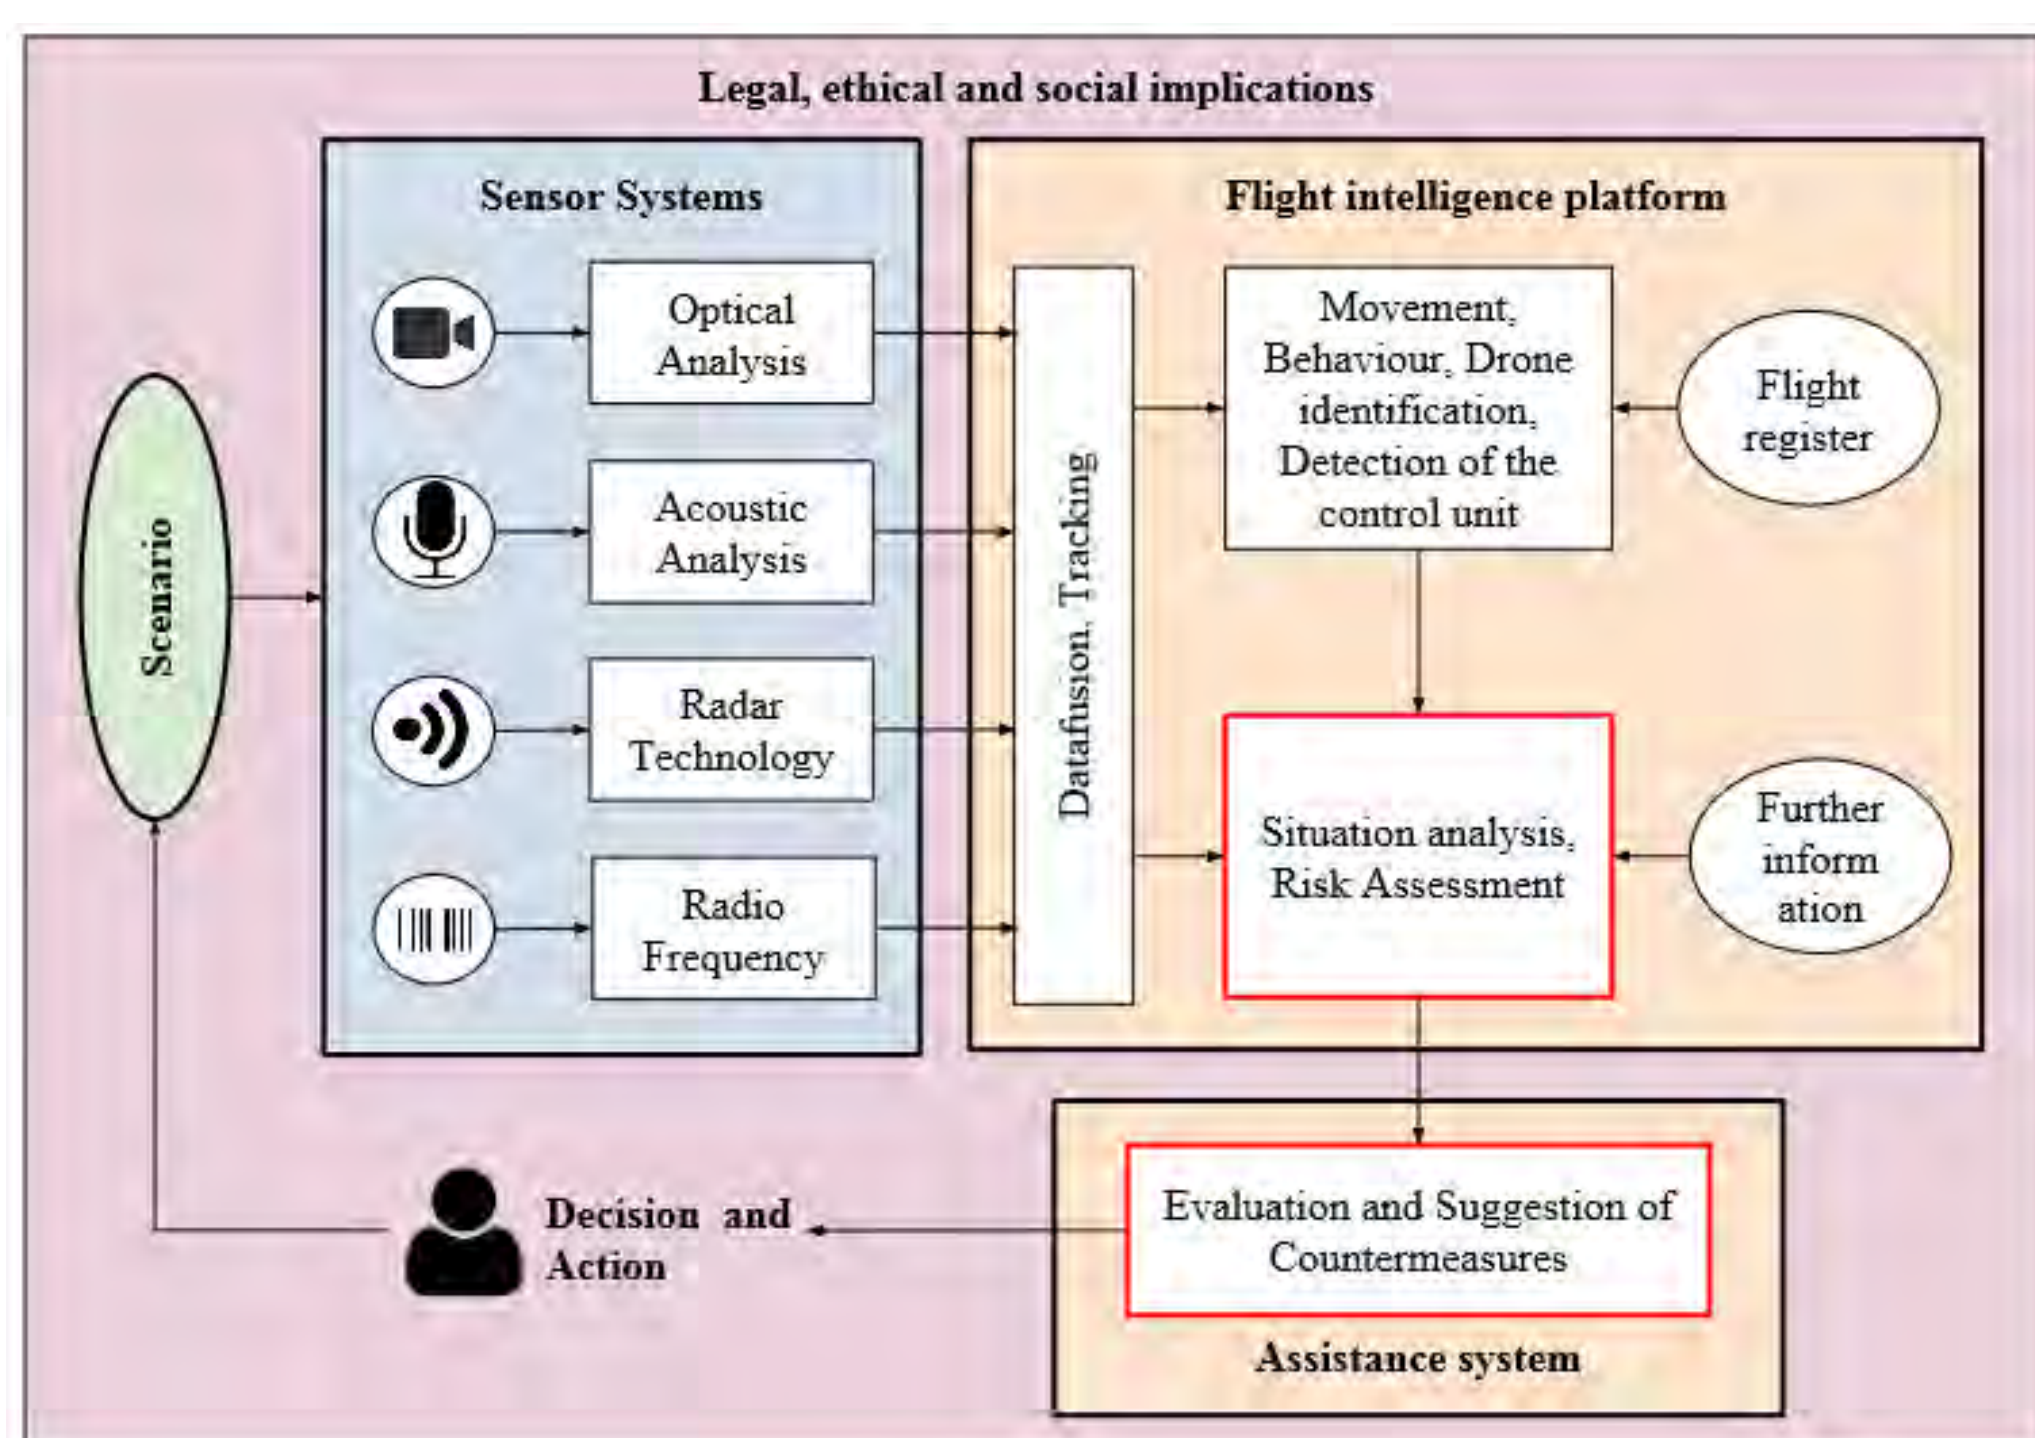 Legal, ethical and social implications
Sensor Systems
Flight intelligence platform
Scenario
Optical
Analysis
Acoustic
Analysis
Radar
Technology
Radio
Frequency
Datafusion, Tracking
Movement,
Behaviour, Drone
identification,
Detection of the
control unit
Flight
register
Situation analysis,
Risk Assessment
Further
inform
ation
Evaluation and Suggestion of
Countermeasures
Assistance system
Decision and
Action